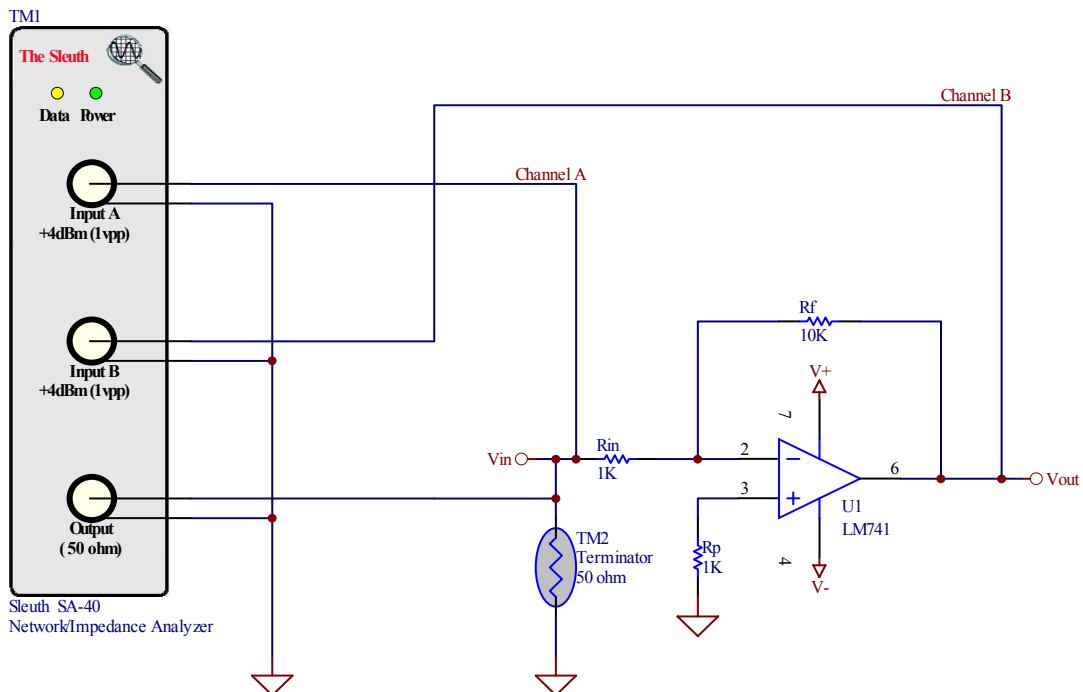 TM1
The Sleuth
Data Power
Input A
+4dBm (1vpp)
Input B
+4dBm (1vpp)
Output
( 50 ohm)
Sleuth SA-40
Network/Impedance Analyzer
Channel B
Channel A
Rf
10K
V+
7
Vin
Rin
1K
2
3
6
Vout
U1
LM741
TM2
Terminator
50 ohm
Rp
1K
4
V-